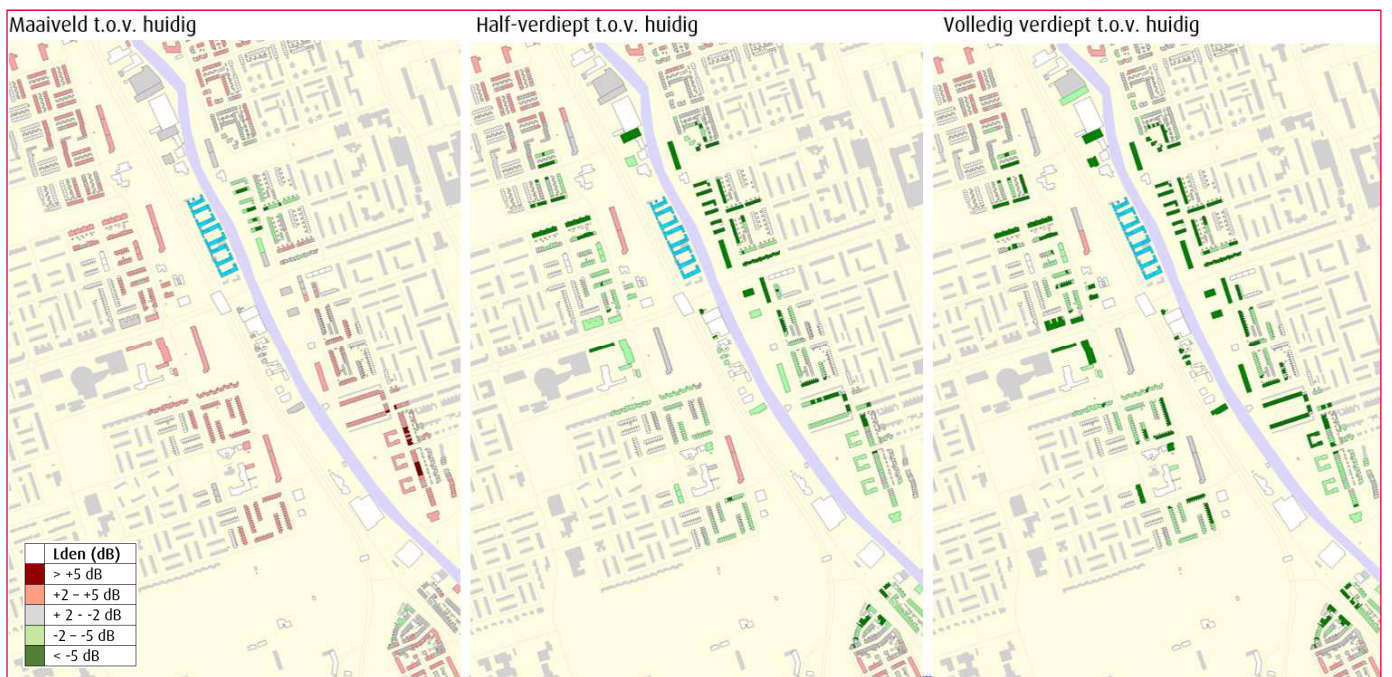 Maaiveld t.o.v. huidig
Half-verdiept t.o.v. huidig
Volledig verdiept t.o.v. huidig
Lden (dB)
> +5 dB
+2 – +5 dB
+ 2 - -2 dB
-2 – -5 dB
< -5 dB